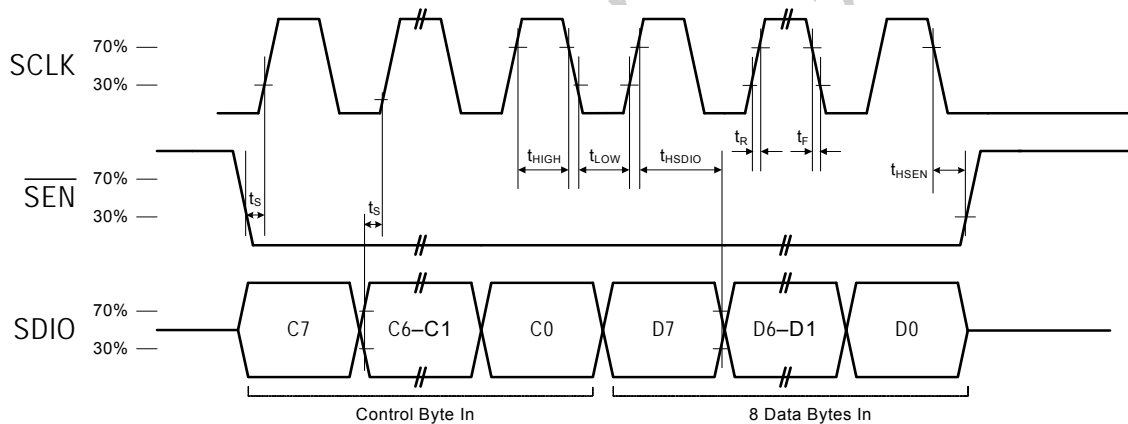 SCLK
70%
30%
tHIGH
tLOW
tHSDIO
tR
tF
tHSEN
SEN
70%
30%
tS
tS
SDIO
70%
30%
C7
C6–C1
C0
D7
D6–D1
D0
Control Byte In
8 Data Bytes In